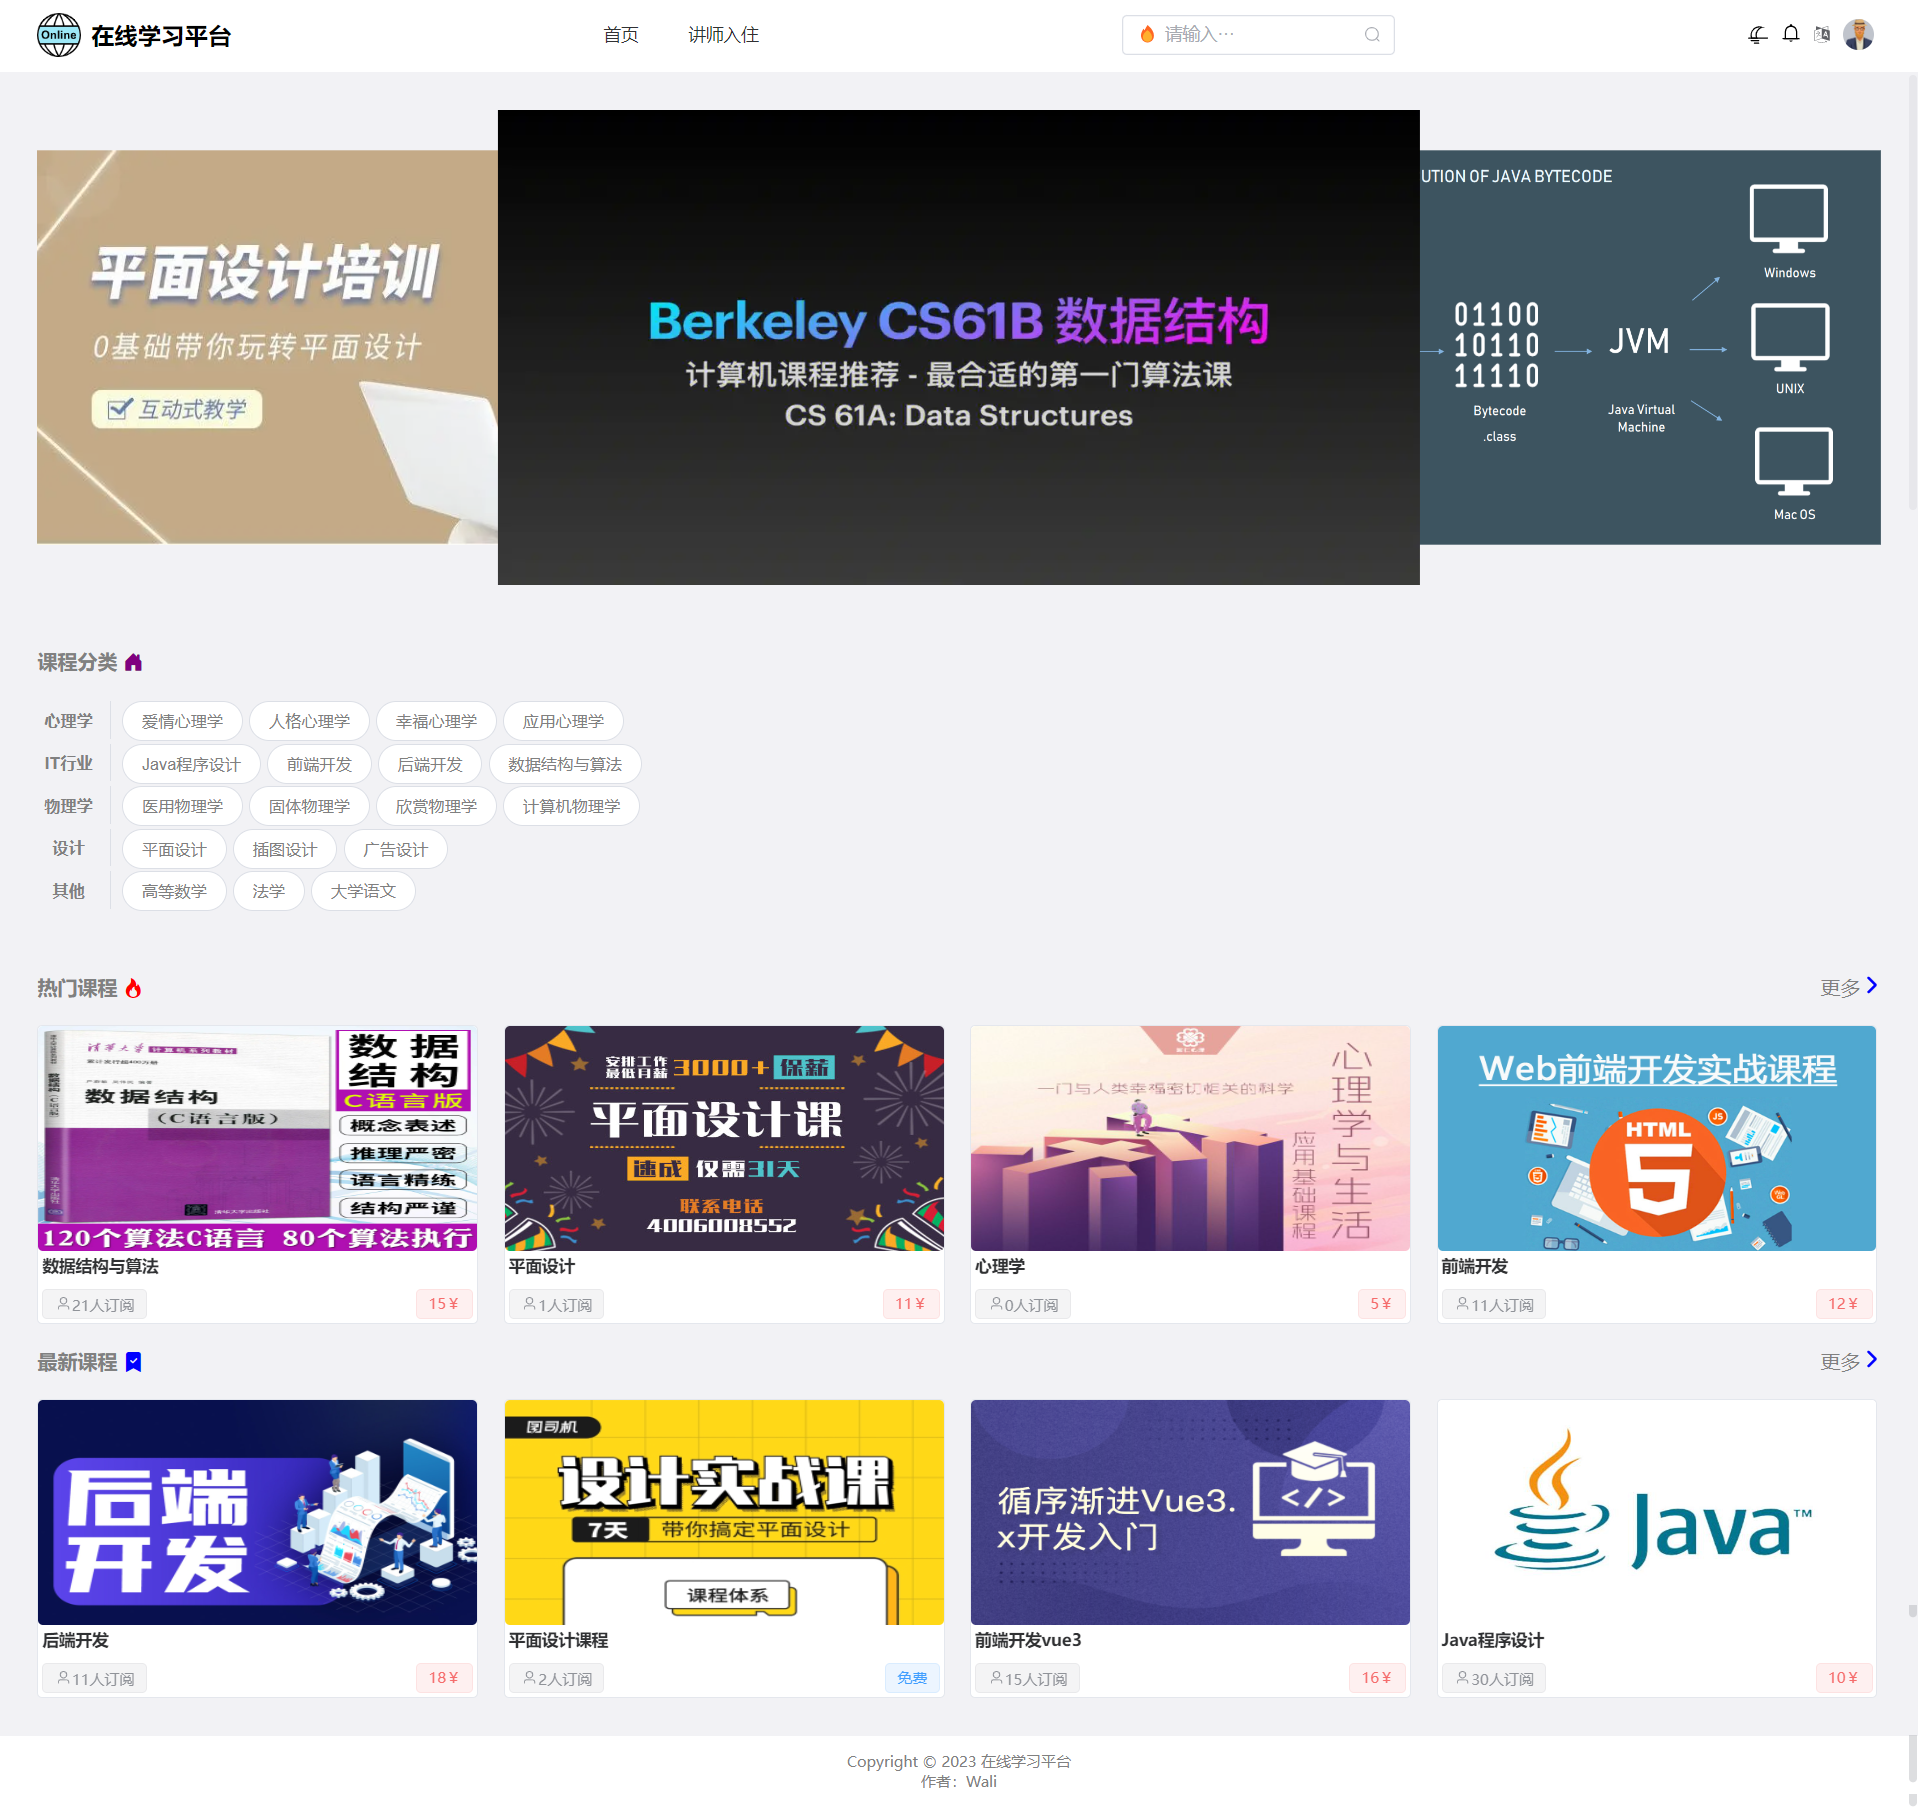 Online 在线学习平台 首页 讲师入住 请输入···
平面设计培训
0基础带你玩转平面设计
互动式教学
Berkeley CS61B 数据结构
计算机课程推荐 - 最合适的第一门算法课
CS 61A: Data Structures
UTION OF JAVA BYTECODE
Windows
01100
10110
11110
JVM
UNIX
Bytecode
.class
Java Virtual
Machine
Mac OS
课程分类
心理学 爱情心理学 人格心理学 幸福心理学 应用心理学
IT行业 Java程序设计 前端开发 后端开发 数据结构与算法
物理学 医用物理学 固体物理学 欣赏物理学 计算机物理学
设计 平面设计 插图设计 广告设计
其他 高等数学 法学 大学语文
热门课程 更多
清华大学计算机系列教材
数据结构
(C语言版)
数据
结构
C语言版
概念表述
推理严密
语言精练
结构严谨
120个算法C语言 80个算法执行
数据结构与算法
21人订阅 15¥
安排工作
最低月薪 3000+ 保薪
平面设计课
速成 仅需31天
联系电话
4006008552
平面设计
1人订阅 11¥
一门与人类幸福密切相关的科学
心理学与生活
应用基础课程
心理学
0人订阅 5¥
Web前端开发实战课程
HTML
5
JS
前端开发
11人订阅 12¥
最新课程 更多
后端
开发
后端开发
11人订阅 18¥
图司机
设计实战课
7天 带你搞定平面设计
课程体系
平面设计课程
2人订阅 免费
循序渐进Vue3.
x开发入门
</>
前端开发vue3
15人订阅 16¥
Java™
Java程序设计
30人订阅 10¥
Copyright © 2023 在线学习平台
作者：Wali